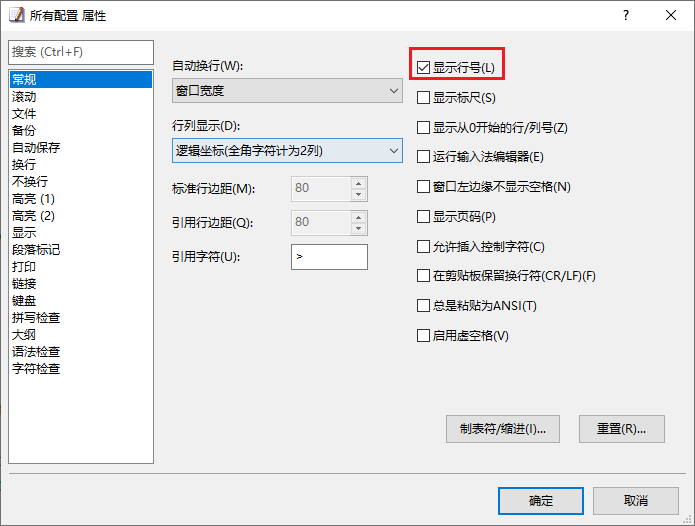 所有配置 属性
搜索 (Ctrl+F)
常规
滚动
文件
备份
自动保存
换行
不换行
高亮 (1)
高亮 (2)
显示
段落标记
打印
链接
键盘
拼写检查
大纲
语法检查
字符检查
自动换行(W):
窗口宽度
行列显示(D):
逻辑坐标(全角字符计为2列)
标准行边距(M):
80
引用行边距(Q):
80
引用字符(U):
>
显示行号(L)
显示标尺(S)
显示从0开始的行/列号(Z)
运行输入法编辑器(E)
窗口左边缘不显示空格(N)
显示页码(P)
允许插入控制字符(C)
在剪贴板保留换行符(CR/LF)(F)
总是粘贴为ANSI(T)
启用虚空格(V)
制表符/缩进(I)...
重置(R)...
确定
取消